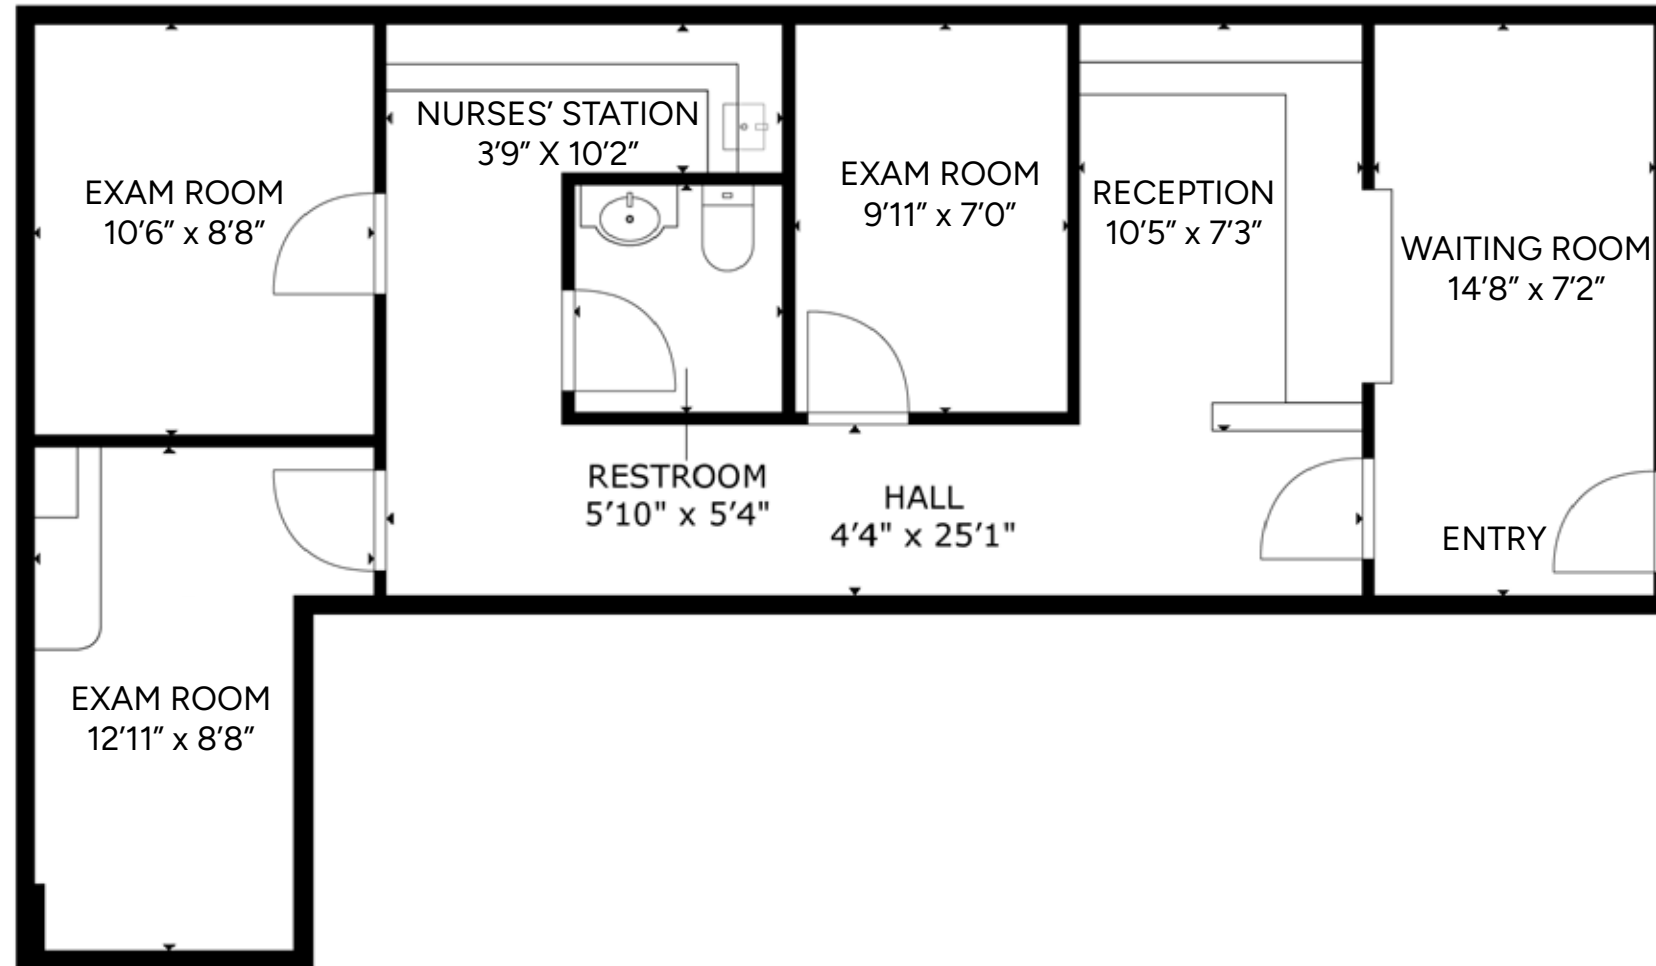 NURSES’ STATION
3’9” X 10’2”
EXAM ROOM
10’6” x 8’8”
EXAM ROOM
9’11” x 7’0”
RECEPTION
10’5” x 7’3”
WAITING ROOM
14’8” x 7’2”
RESTROOM
5’10" x 5’4"
HALL
4’4" x 25’1"
ENTRY
EXAM ROOM
12’11” x 8’8”